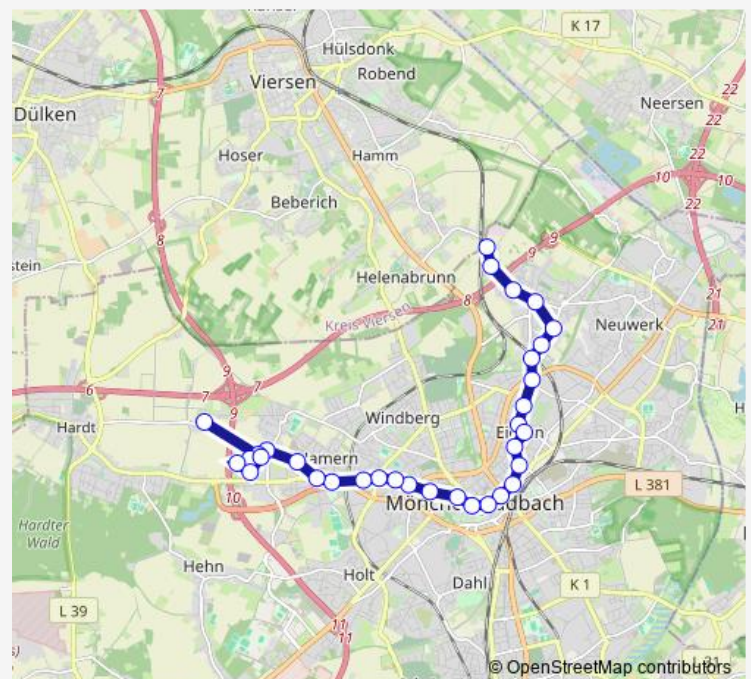 K 17
Hülsdonk
Robend
Viersen
7
22
Neersen
22
Dülken
Hoser
Hamm
22
10
10
22
Beberich
8
9
9
stein
Helenabrunn
8
Kreis Viersen
Neuwerk
21
21
9
6
7
7
9
Hardt
Windberg
H
10
L 381
Hardter
Wald
Hehn
Holt
Dahl
K 1
L 39
11
11
© OpenStreetMap contributors